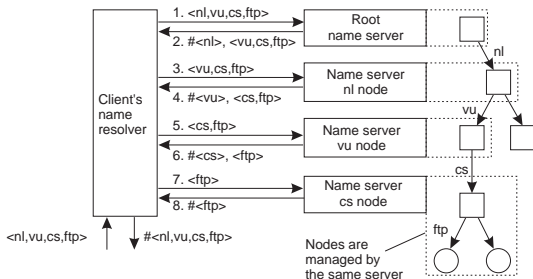 1. <nl,vu,cs,ftp>
2. #<nl>, <vu,cs,ftp>
Root
name server
nl
3. <vu,cs,ftp>
4. #<vu>, <cs,ftp>
Name server
nl node
vu
Client's
name
resolver
5. <cs,ftp>
6. #<cs>, <ftp>
Name server
vu node
cs
7. <ftp>
8. #<ftp>
Name server
cs node
ftp
<nl,vu,cs,ftp>
#<nl,vu,cs,ftp>
Nodes are
managed by
the same server